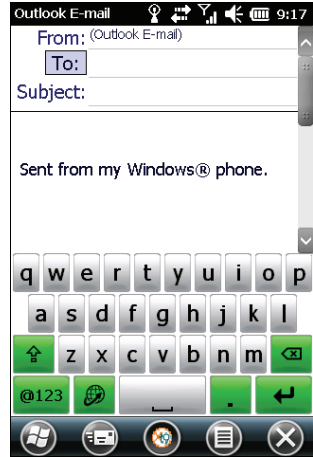 Outlook E-mail 9:17
From: (Outlook E-mail)
To:
Subject:
Sent from my Windows® phone.
q w e r t y u i o p
a s d f g h j k l
z x c v b n m
@123 .